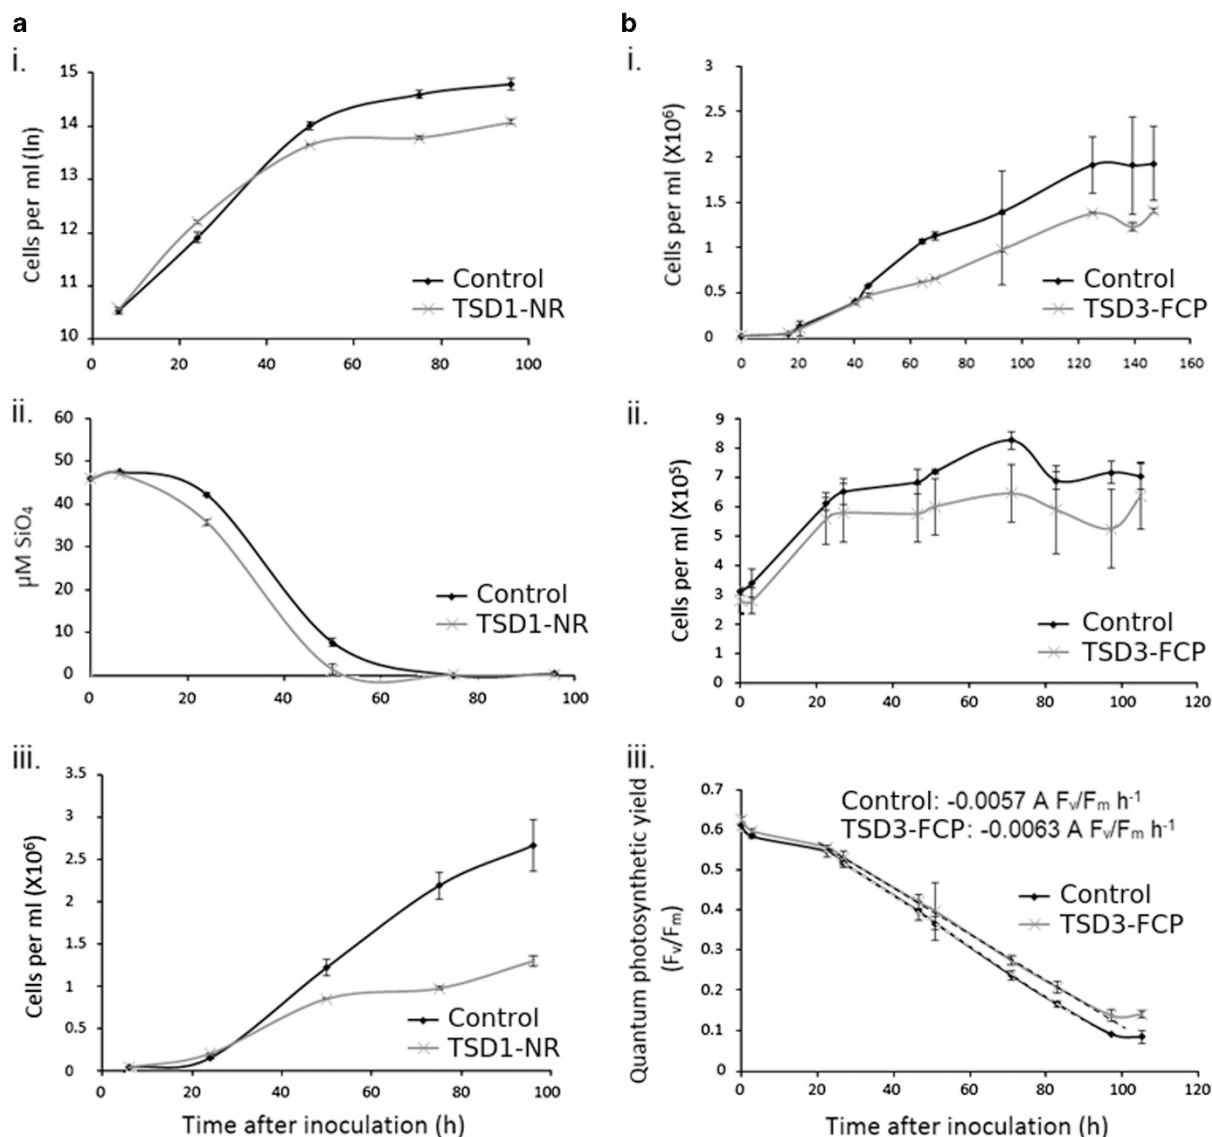 a
i.
Cells per ml (ln)
15
14
13
12
11
10
0 20 40 60 80 100
Control
TSD1-NR
ii.
µM SiO₄
60
50
40
30
20
10
0
0 20 40 60 80 100
Control
TSD1-NR
iii.
Cells per ml (X10⁶)
3.5
3
2.5
2
1.5
1
0.5
0
0 20 40 60 80 100
Control
TSD1-NR
Time after inoculation (h)
b
i.
Cells per ml (X10⁶)
3
2.5
2
1.5
1
0.5
0
0 20 40 60 80 100 120 140 160
Control
TSD3-FCP
ii.
Cells per ml (X10⁵)
9
8
7
6
5
4
3
2
1
0
0 20 40 60 80 100 120
Control
TSD3-FCP
iii.
Quantum photosynthetic yield
(Fᵥ/Fₘ)
0.7
0.6
0.5
0.4
0.3
0.2
0.1
0
0 20 40 60 80 100 120
Control: -0.0057 A Fᵥ/Fₘ h⁻¹
TSD3-FCP: -0.0063 A Fᵥ/Fₘ h⁻¹
Control
TSD3-FCP
Time after inoculation (h)